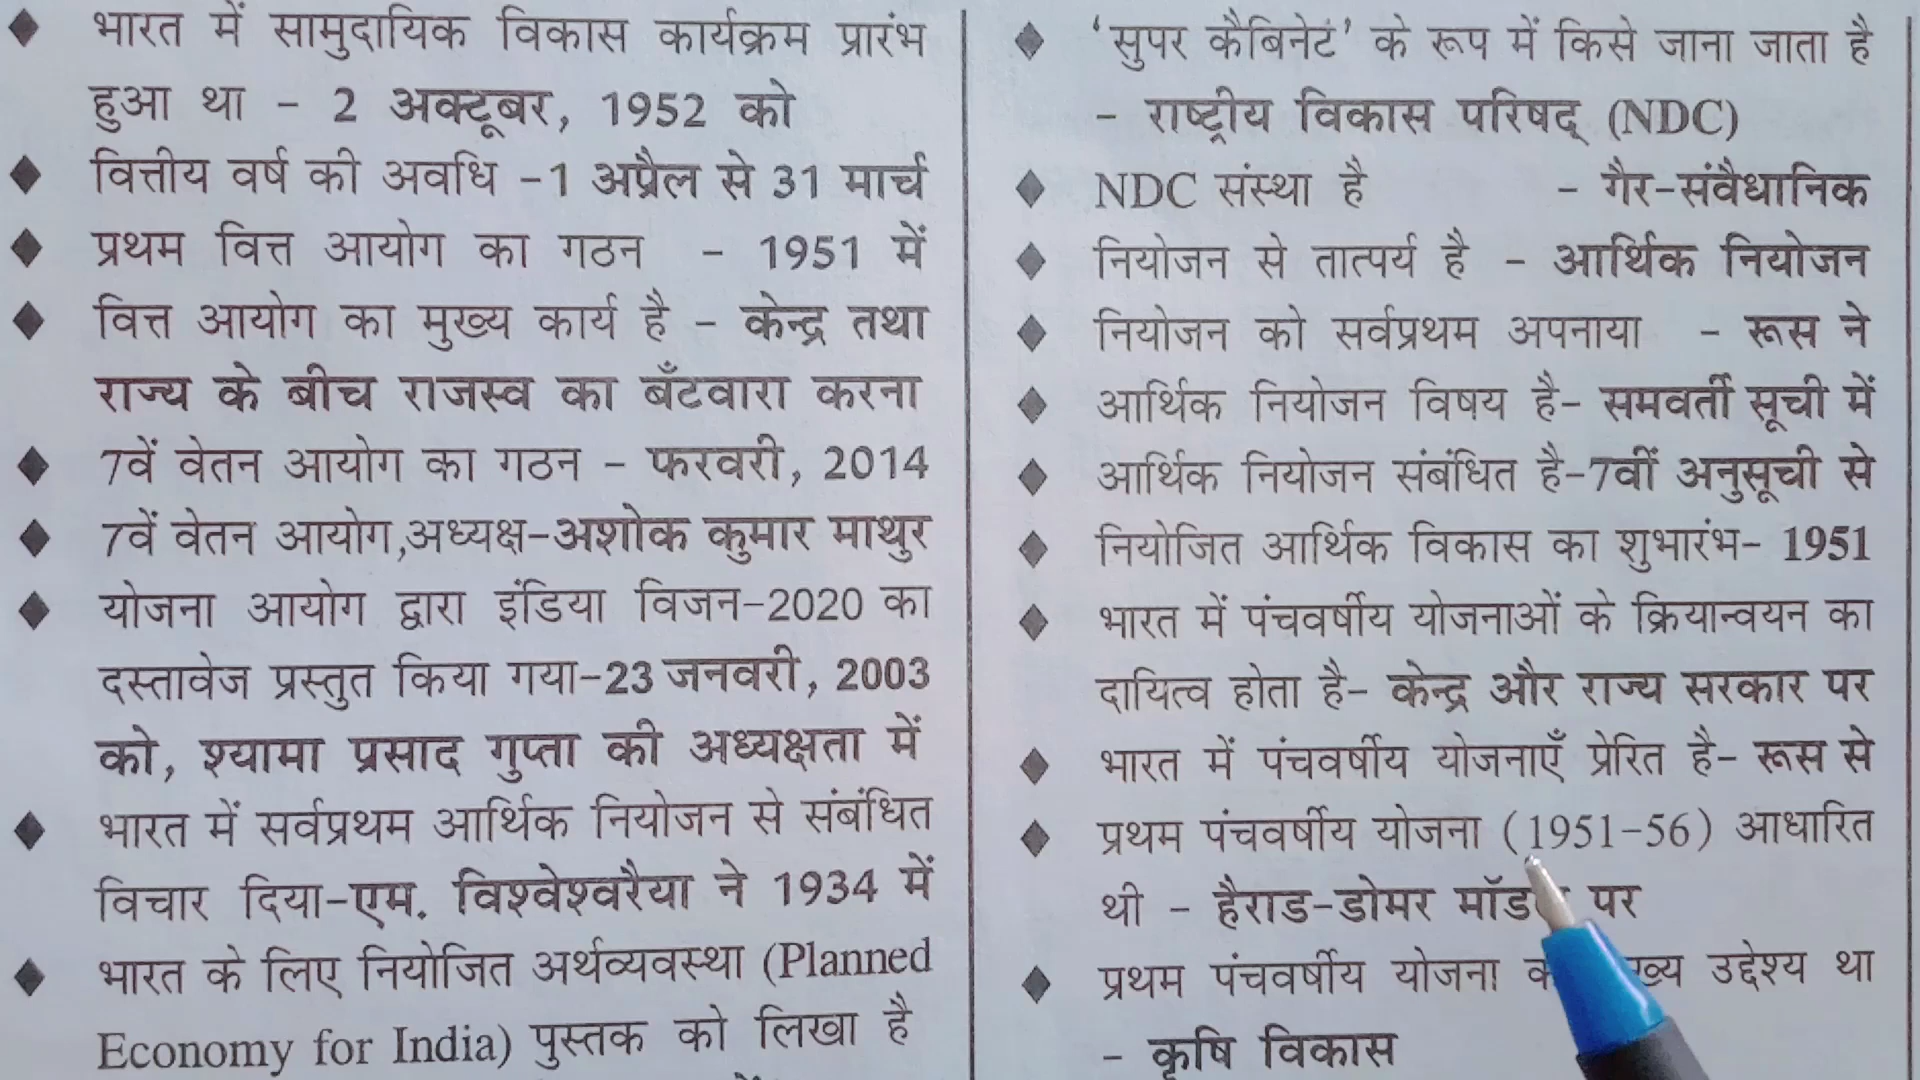 भारत में सामुदायिक विकास कार्यक्रम प्रारंभ
हुआ था - 2 अक्टूबर, 1952 को
वित्तीय वर्ष की अवधि -1 अप्रैल से 31 मार्च
प्रथम वित्त आयोग का गठन - 1951 में
वित्त आयोग का मुख्य कार्य है - केन्द्र तथा
राज्य के बीच राजस्व का बँटवारा करना
7वें वेतन आयोग का गठन - फरवरी, 2014
7वें वेतन आयोग,अध्यक्ष-अशोक कुमार माथुर
योजना आयोग द्वारा इंडिया विजन-2020 का
दस्तावेज प्रस्तुत किया गया-23 जनवरी, 2003
को, श्यामा प्रसाद गुप्ता की अध्यक्षता में
भारत में सर्वप्रथम आर्थिक नियोजन से संबंधित
विचार दिया-एम. विश्वेश्वरैया ने 1934 में
भारत के लिए नियोजित अर्थव्यवस्था (Planned
Economy for India) पुस्तक को लिखा है
'सुपर कैबिनेट' के रूप में किसे जाना जाता है
- राष्ट्रीय विकास परिषद् (NDC)
NDC संस्था है - गैर-संवैधानिक
नियोजन से तात्पर्य है - आर्थिक नियोजन
नियोजन को सर्वप्रथम अपनाया - रूस ने
आर्थिक नियोजन विषय है- समवर्ती सूची में
आर्थिक नियोजन संबंधित है-7वीं अनुसूची से
नियोजित आर्थिक विकास का शुभारंभ- 1951
भारत में पंचवर्षीय योजनाओं के क्रियान्वयन का
दायित्व होता है- केन्द्र और राज्य सरकार पर
भारत में पंचवर्षीय योजनाएँ प्रेरित है- रूस से
प्रथम पंचवर्षीय योजना (1951-56) आधारित
थी - हैराड-डोमर पर
प्रथम पंचवर्षीय योजना उद्देश्य था
- कृषि विकास